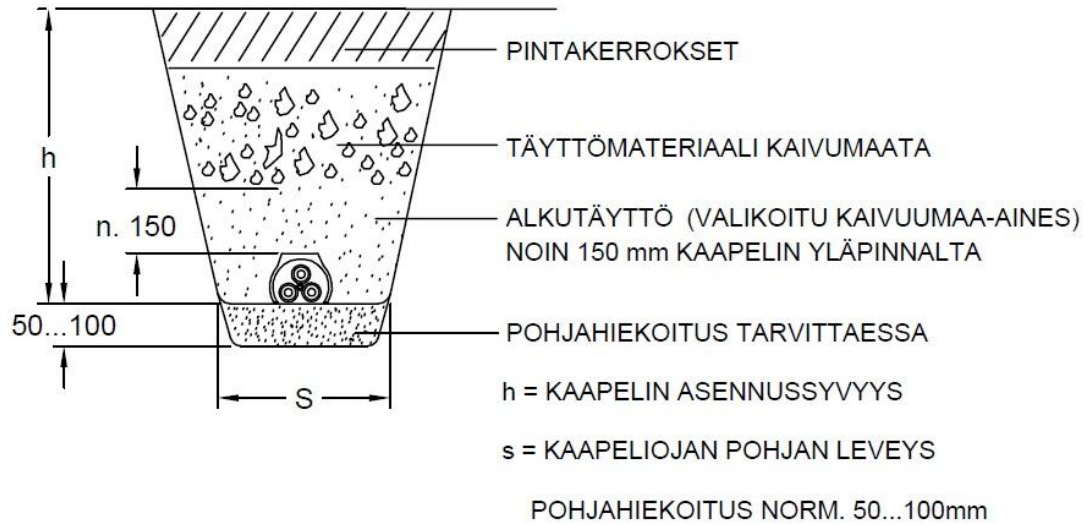 PINTAKERROKSET
h
TÄYTTÖMATERIAALI KAIVUMAATA
n. 150
ALKUTÄYTTÖ (VALIKOITU KAIVUUMAA-AINES)
NOIN 150 mm KAAPELIN YLÄPINNALTA
50...100
POHJAHIEKOITUS TARVITTAESSA
S
h = KAAPELIN ASENNUSSYVYYS
s = KAAPELIOJAN POHJAN LEVEYS
POHJAHIEKOITUS NORM. 50...100mm